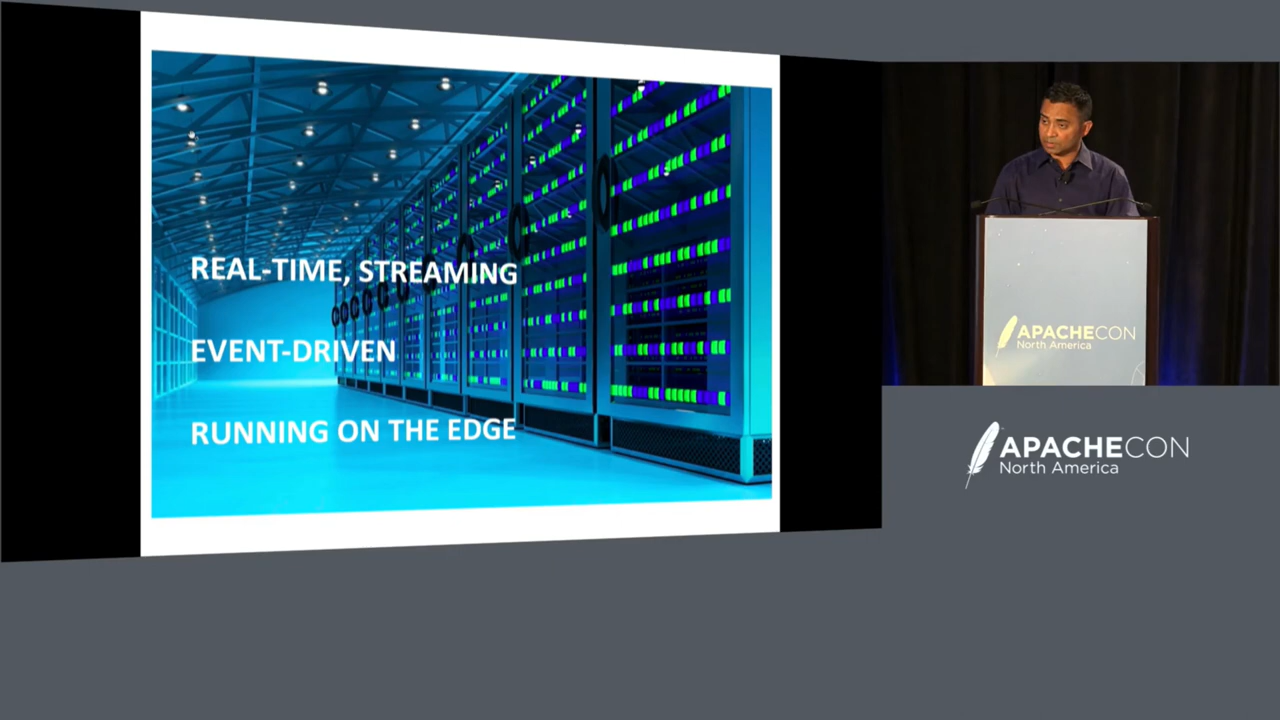 REAL-TIME, STREAMING
EVENT-DRIVEN
RUNNING ON THE EDGE
APACHECON
North America
APACHECON
North America